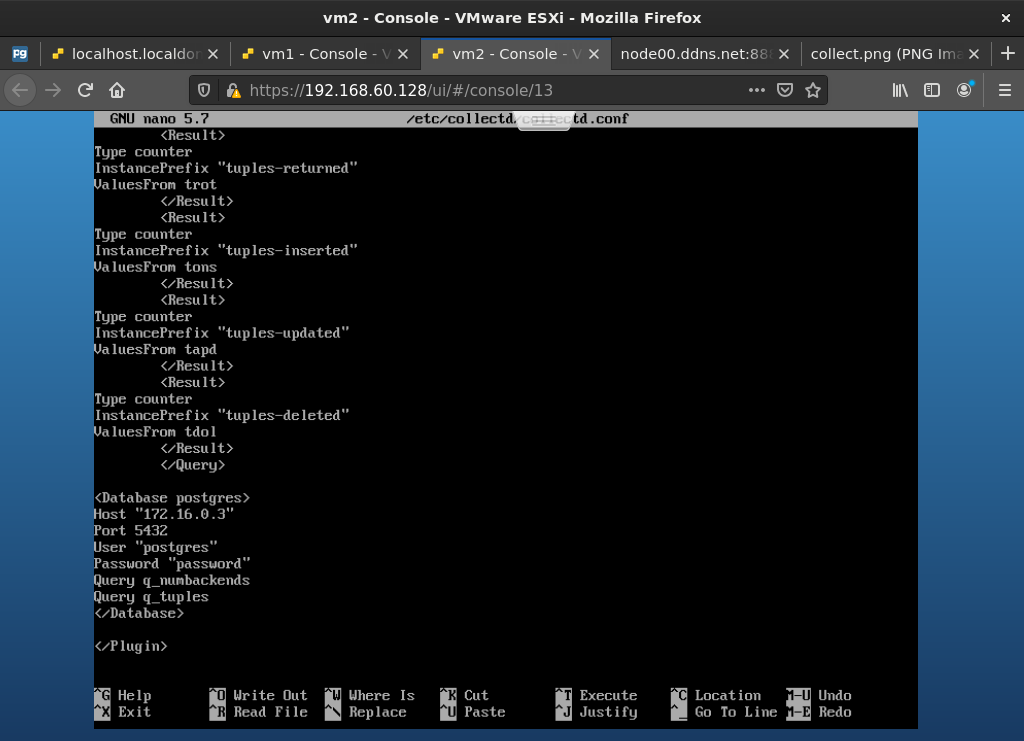 vm2 - Console - VMware ESXi - Mozilla Firefox
localhost.localdor
vm1 - Console - V
vm2 - Console - V
node00.ddns.net:888
collect.png (PNG Ima
https://192.168.60.128/ui/#/console/13
GNU nano 5.7 /etc/collectd/collectd.conf
<Result>
Type counter
InstancePrefix "tuples-returned"
ValuesFrom trot
</Result>
<Result>
Type counter
InstancePrefix "tuples-inserted"
ValuesFrom tons
</Result>
<Result>
Type counter
InstancePrefix "tuples-updated"
ValuesFrom tapd
</Result>
<Result>
Type counter
InstancePrefix "tuples-deleted"
ValuesFrom tdol
</Result>
</Query>
<Database postgres>
Host "172.16.0.3"
Port 5432
User "postgres"
Password "password"
Query q_numbackends
Query q_tuples
</Database>
</Plugin>
^G Help ^O Write Out ^W Where Is ^K Cut ^T Execute ^C Location M-U Undo
^X Exit ^R Read File ^\ Replace ^U Paste ^J Justify ^_ Go To Line M-E Redo